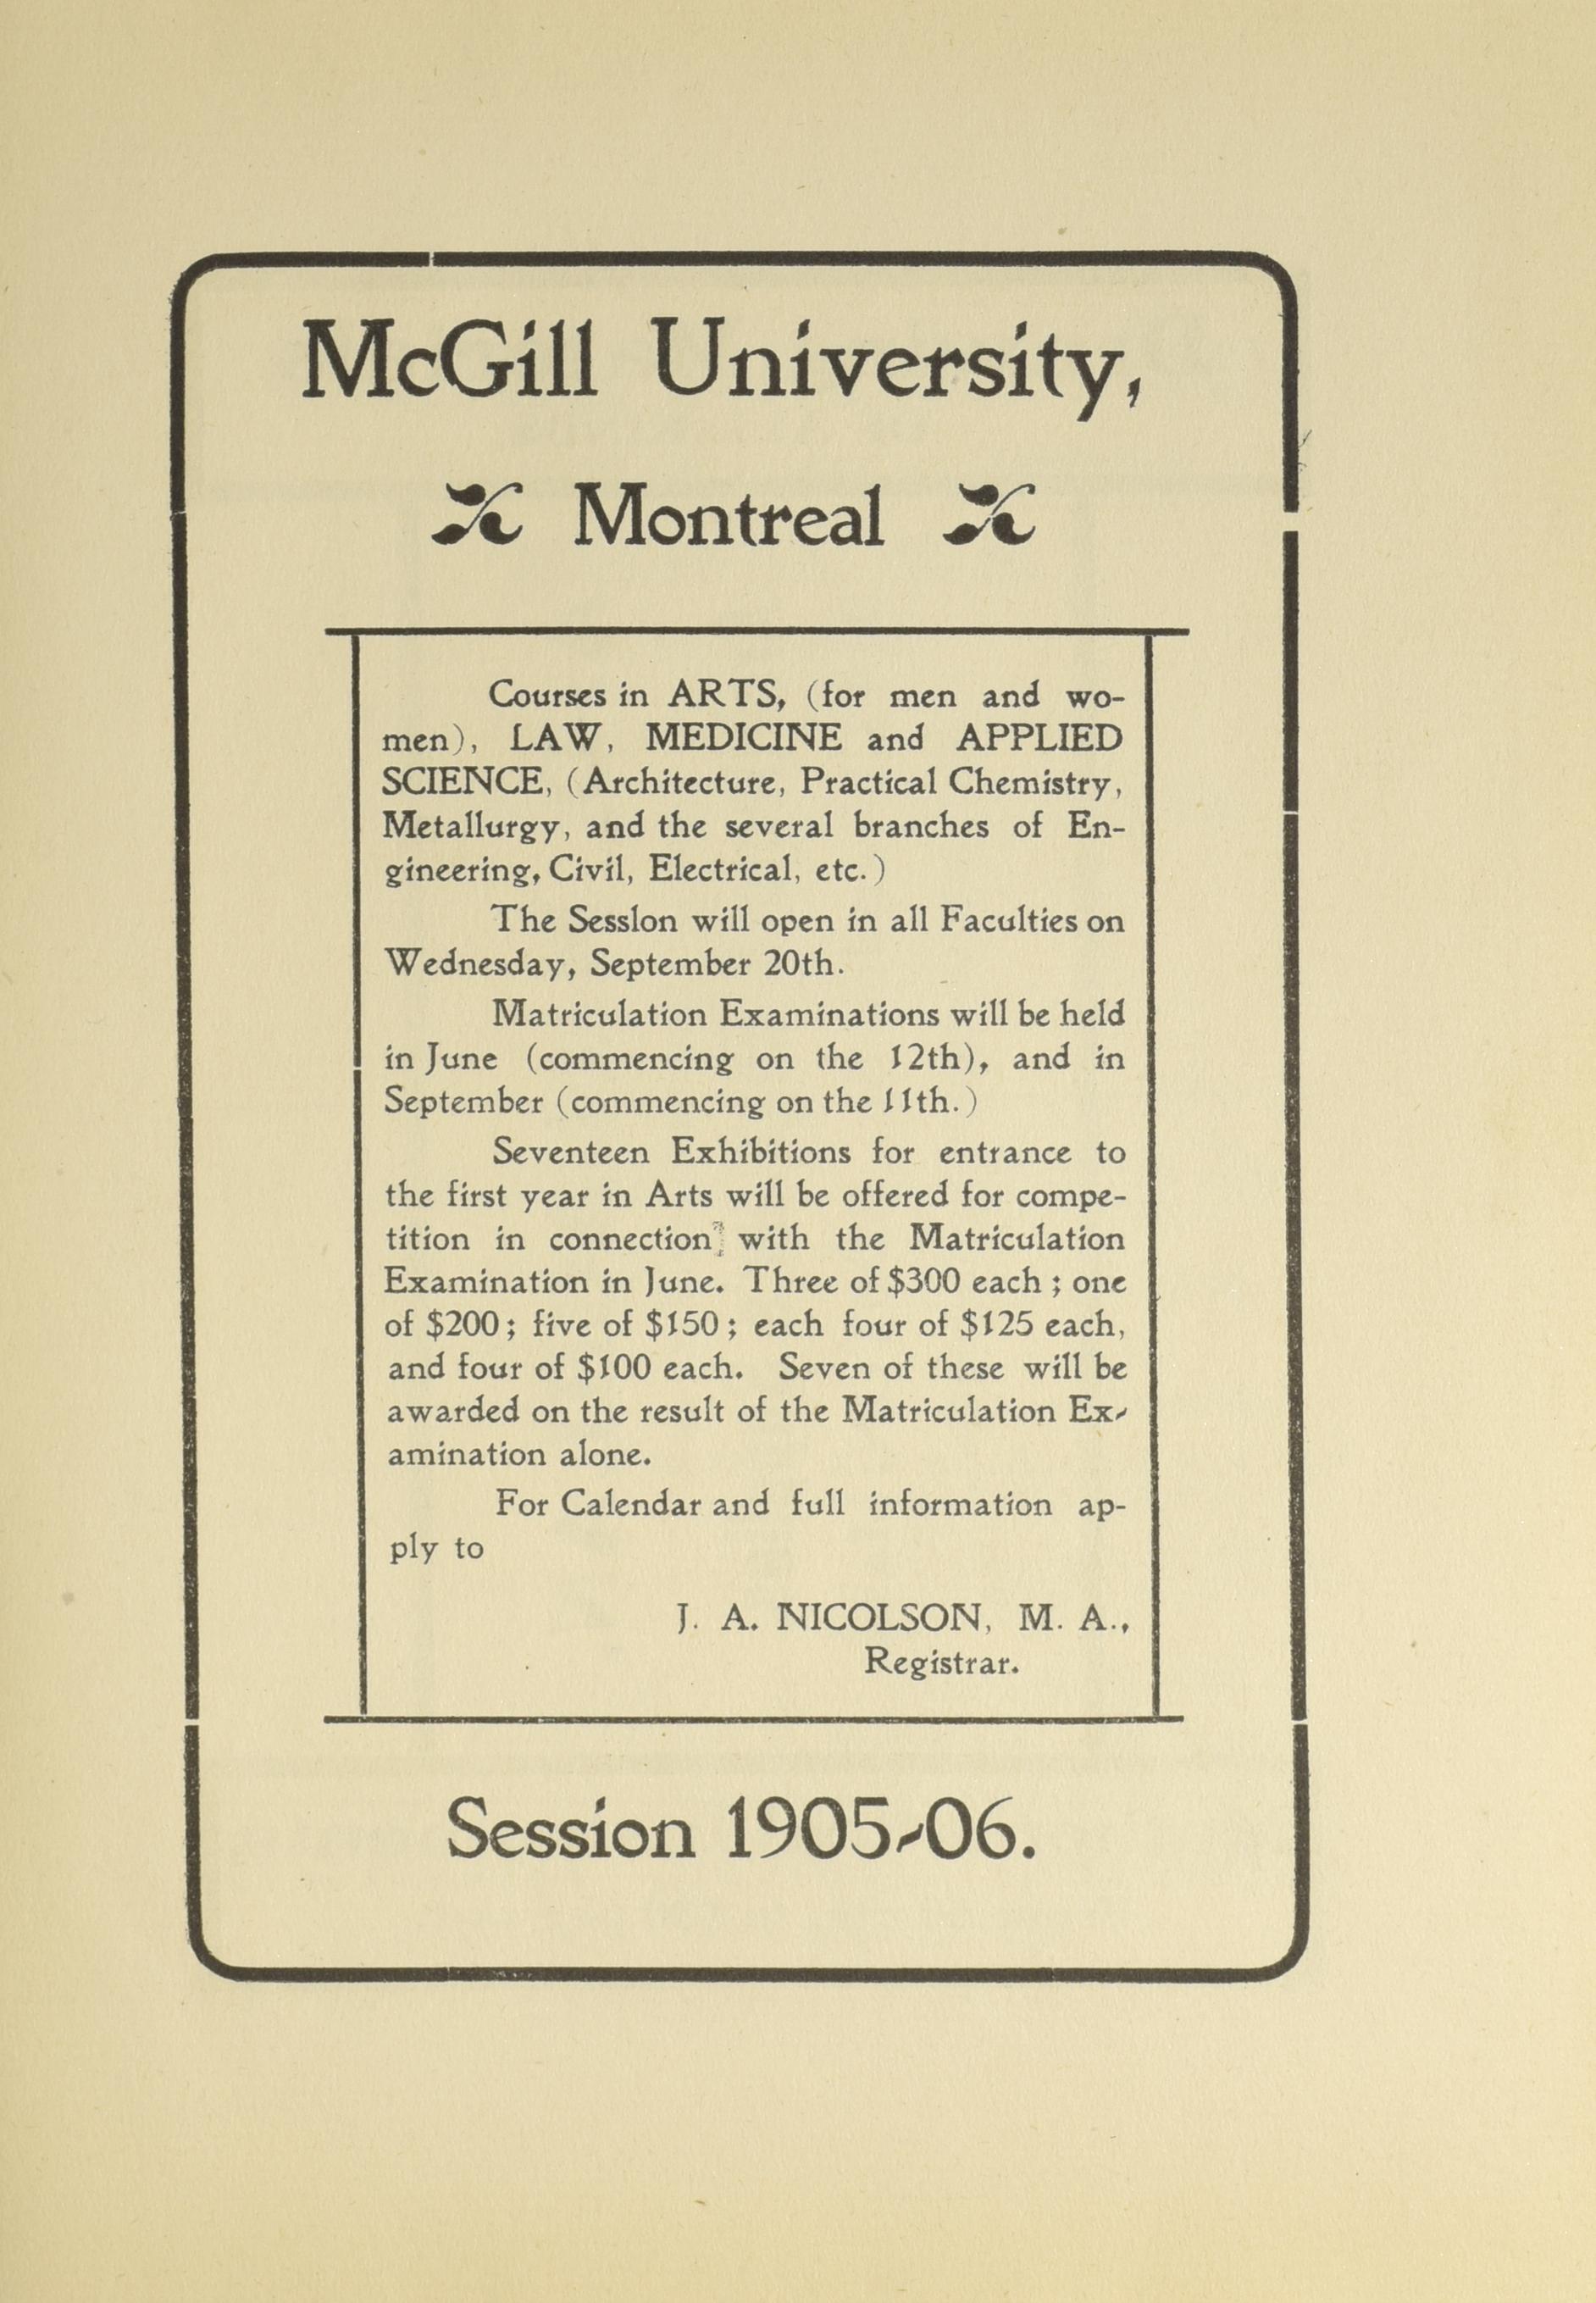 McGill University,
Montreal
Courses in ARTS, (for men and wo-
men), LAW, MEDICINE and APPLIED
SCIENCE, (Architecture, Practical Chemistry,
Metallurgy, and the several branches of En-
gineering, Civil, Electrical, etc.)
The Sesslon will open in all Faculties on
Wednesday, September 20th.
Matriculation Examinations will be held
in June (commencing on the 12th), and in
September (commencing on the 11th.)
Seventeen Exhibitions for entrance to
the first year in Arts will be offered for compe-
tition in connection with the Matriculation
Examination in June. Three of $300 each ; one
of $200 ; five of $150 ; each four of $125 each,
and four of $100 each. Seven of these will be
awarded on the result of the Matriculation Ex-
amination alone.
For Calendar and full information ap-
ply to
J. A. NICOLSON, M. A.,
Registrar.
Session 1905-06.